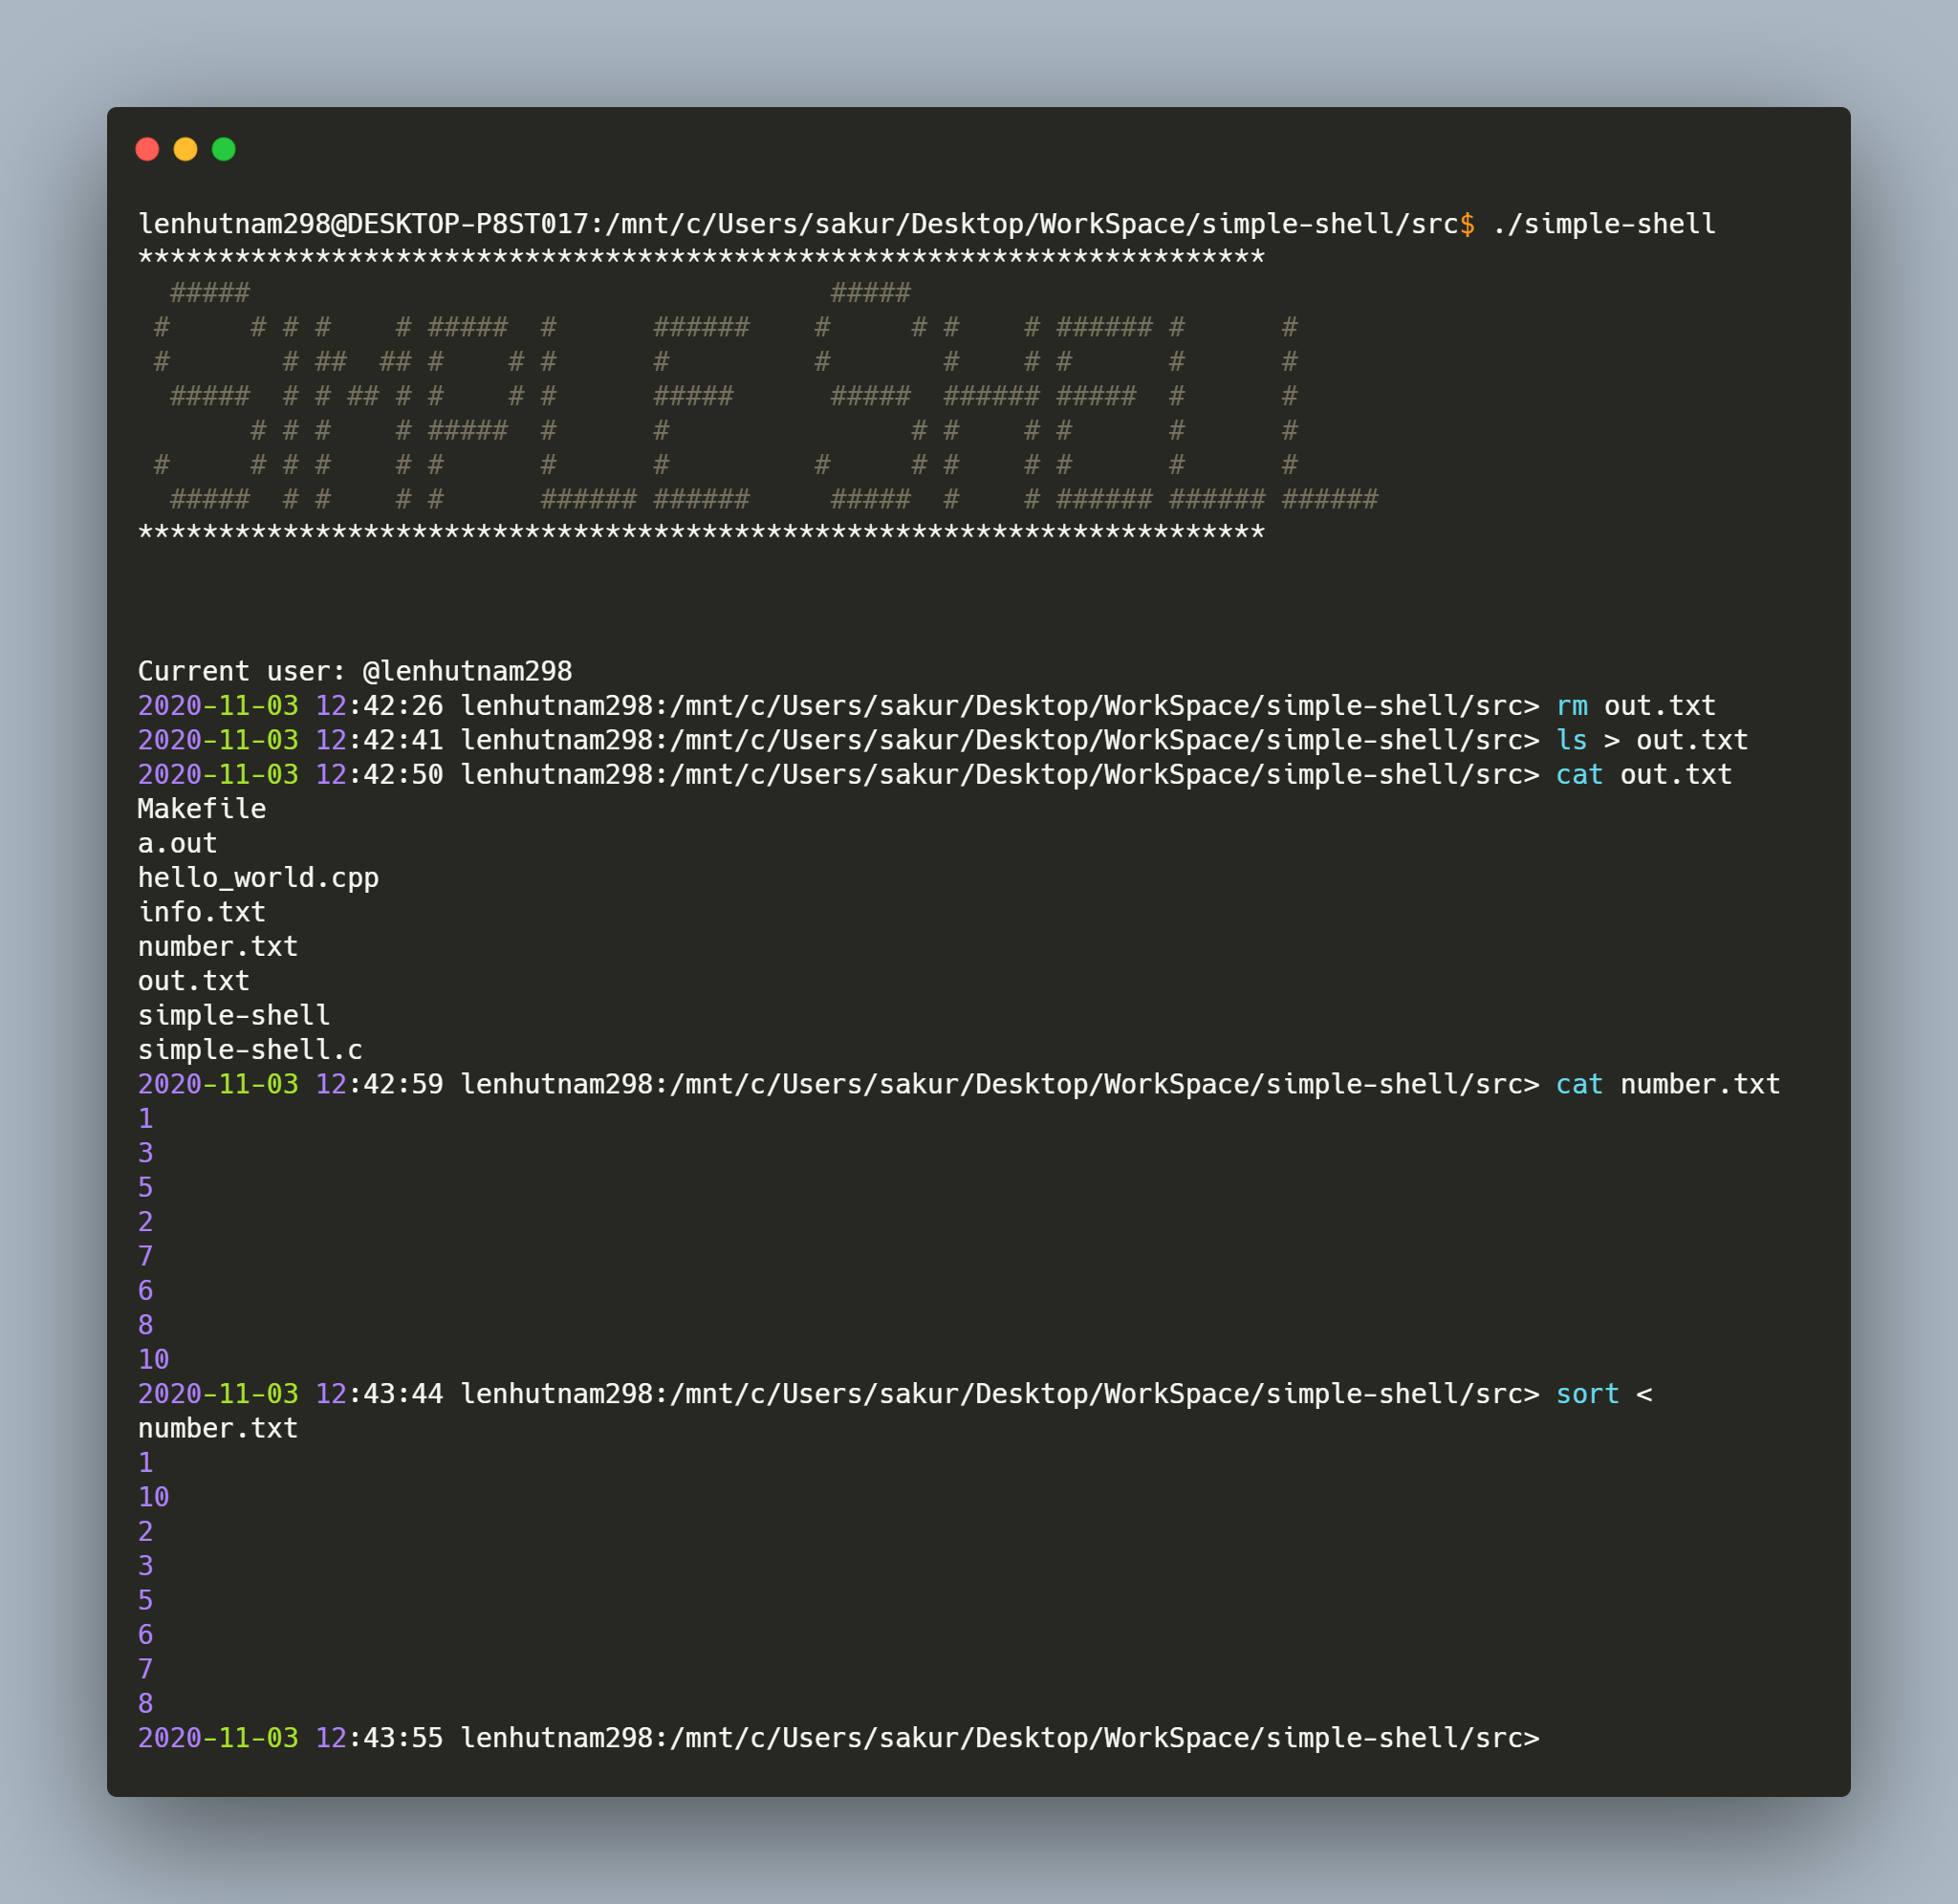 lenhutnam298@DESKTOP-P8ST017:/mnt/c/Users/sakur/Desktop/WorkSpace/simple-shell/src$ ./simple-shell
**********************************************************************
  #####                                    #####
 #     # # #    # #####  #      ######    #     # #    # ###### #      #
 #       # ##  ## #    # #      #         #       #    # #      #      #
  #####  # # ## # #    # #      #####      #####  ###### #####  #      #
       # # #    # #####  #      #               # #    # #      #      #
 #     # # #    # #      #      #         #     # #    # #      #      #
  #####  # #    # #      ###### ######     #####  #    # ###### ###### ######
**********************************************************************
Current user: @lenhutnam298
2020-11-03 12:42:26 lenhutnam298:/mnt/c/Users/sakur/Desktop/WorkSpace/simple-shell/src> rm out.txt
2020-11-03 12:42:41 lenhutnam298:/mnt/c/Users/sakur/Desktop/WorkSpace/simple-shell/src> ls > out.txt
2020-11-03 12:42:50 lenhutnam298:/mnt/c/Users/sakur/Desktop/WorkSpace/simple-shell/src> cat out.txt
Makefile
a.out
hello_world.cpp
info.txt
number.txt
out.txt
simple-shell
simple-shell.c
2020-11-03 12:42:59 lenhutnam298:/mnt/c/Users/sakur/Desktop/WorkSpace/simple-shell/src> cat number.txt
1
3
5
2
7
6
8
10
2020-11-03 12:43:44 lenhutnam298:/mnt/c/Users/sakur/Desktop/WorkSpace/simple-shell/src> sort <
number.txt
1
10
2
3
5
6
7
8
2020-11-03 12:43:55 lenhutnam298:/mnt/c/Users/sakur/Desktop/WorkSpace/simple-shell/src>